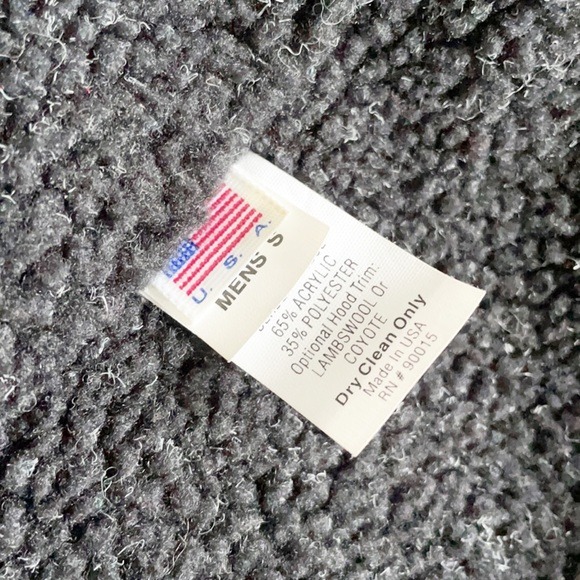 U. S. A.
MENS S
65% ACRYLIC
35% POLYESTER
Optional Hood Trim:
LAMBSWOOL Or
COYOTE
Dry Clean Only
Made In USA
RN # 90015